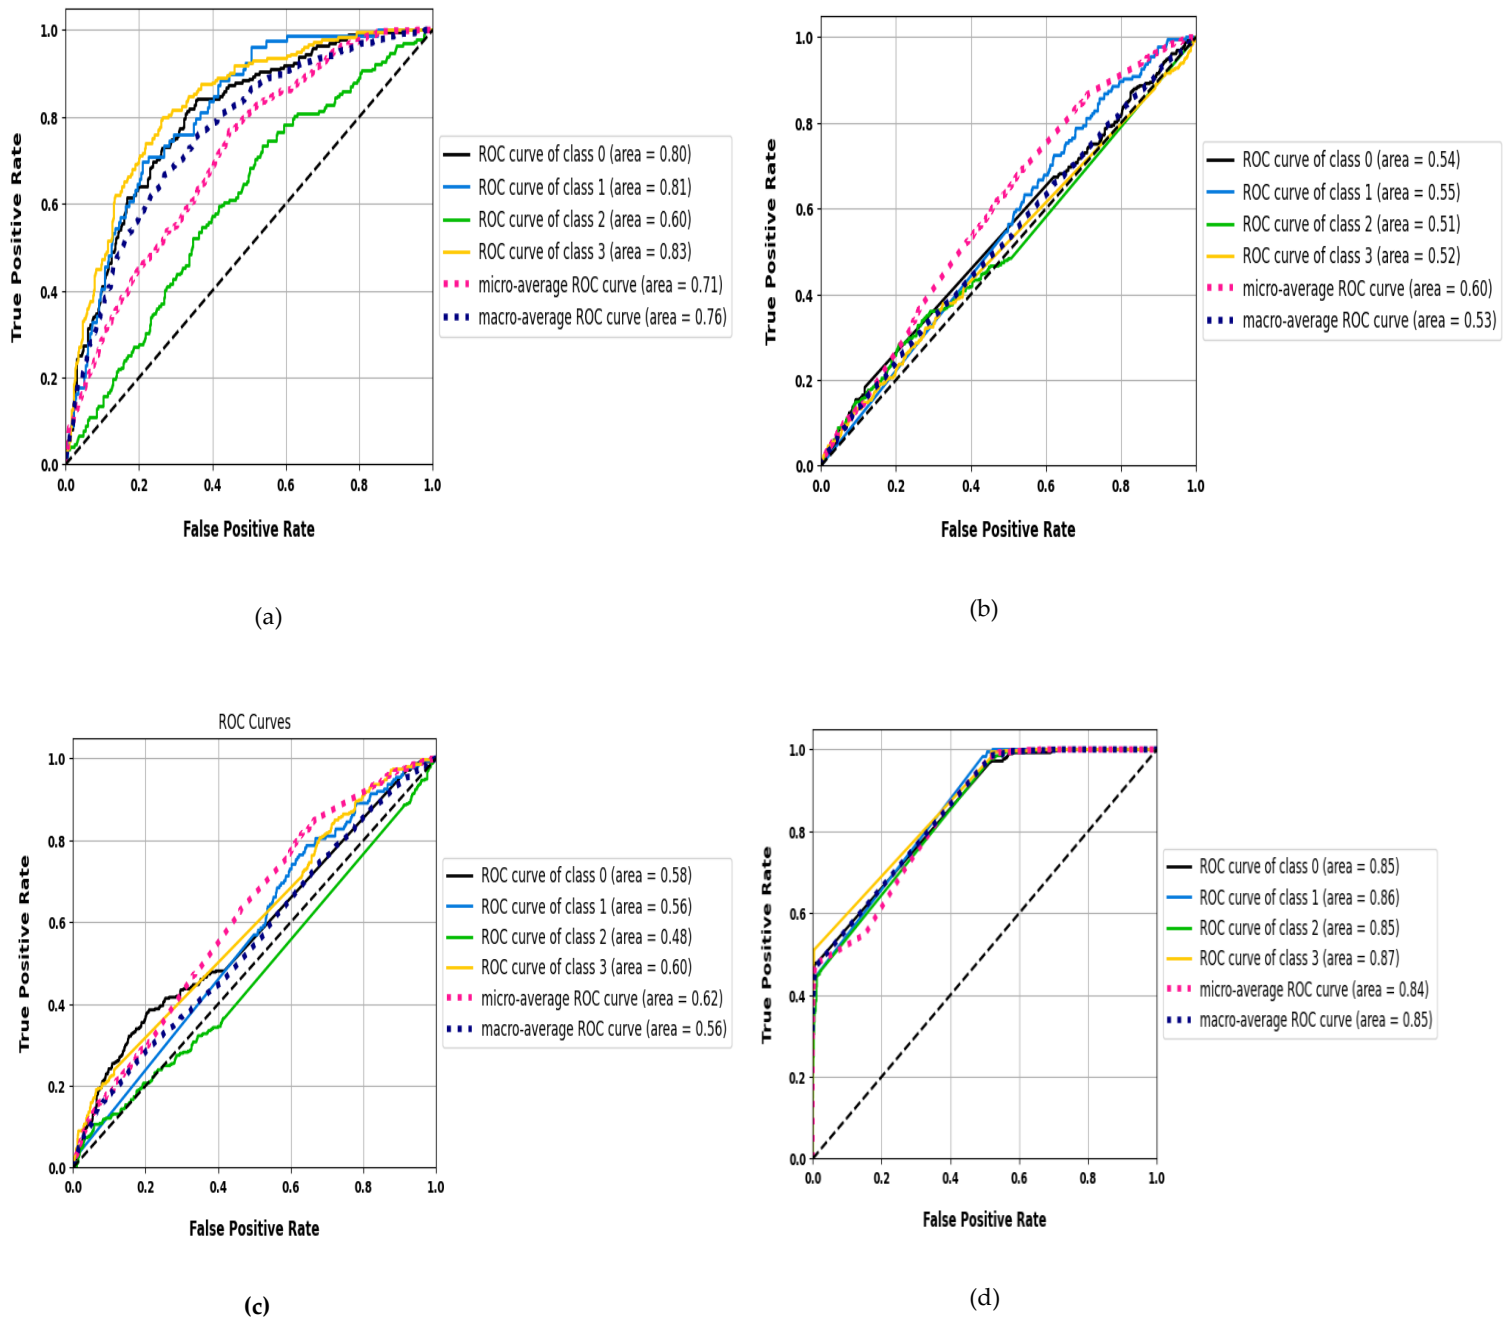 1.0
0.8
0.6
0.4
0.2
0.0
0.0 0.2 0.4 0.6 0.8 1.0
True Positive Rate
False Positive Rate
ROC curve of class 0 (area = 0.80)
ROC curve of class 1 (area = 0.81)
ROC curve of class 2 (area = 0.60)
ROC curve of class 3 (area = 0.83)
micro-average ROC curve (area = 0.71)
macro-average ROC curve (area = 0.76)
(a)
1.0
0.8
0.6
0.4
0.2
0.0
0.0 0.2 0.4 0.6 0.8 1.0
True Positive Rate
False Positive Rate
ROC curve of class 0 (area = 0.54)
ROC curve of class 1 (area = 0.55)
ROC curve of class 2 (area = 0.51)
ROC curve of class 3 (area = 0.52)
micro-average ROC curve (area = 0.60)
macro-average ROC curve (area = 0.53)
(b)
ROC Curves
1.0
0.8
0.6
0.4
0.2
0.0
0.0 0.2 0.4 0.6 0.8 1.0
True Positive Rate
False Positive Rate
ROC curve of class 0 (area = 0.58)
ROC curve of class 1 (area = 0.56)
ROC curve of class 2 (area = 0.48)
ROC curve of class 3 (area = 0.60)
micro-average ROC curve (area = 0.62)
macro-average ROC curve (area = 0.56)
(c)
1.0
0.8
0.6
0.4
0.2
0.0
0.0 0.2 0.4 0.6 0.8 1.0
True Positive Rate
False Positive Rate
ROC curve of class 0 (area = 0.85)
ROC curve of class 1 (area = 0.86)
ROC curve of class 2 (area = 0.85)
ROC curve of class 3 (area = 0.87)
micro-average ROC curve (area = 0.84)
macro-average ROC curve (area = 0.85)
(d)